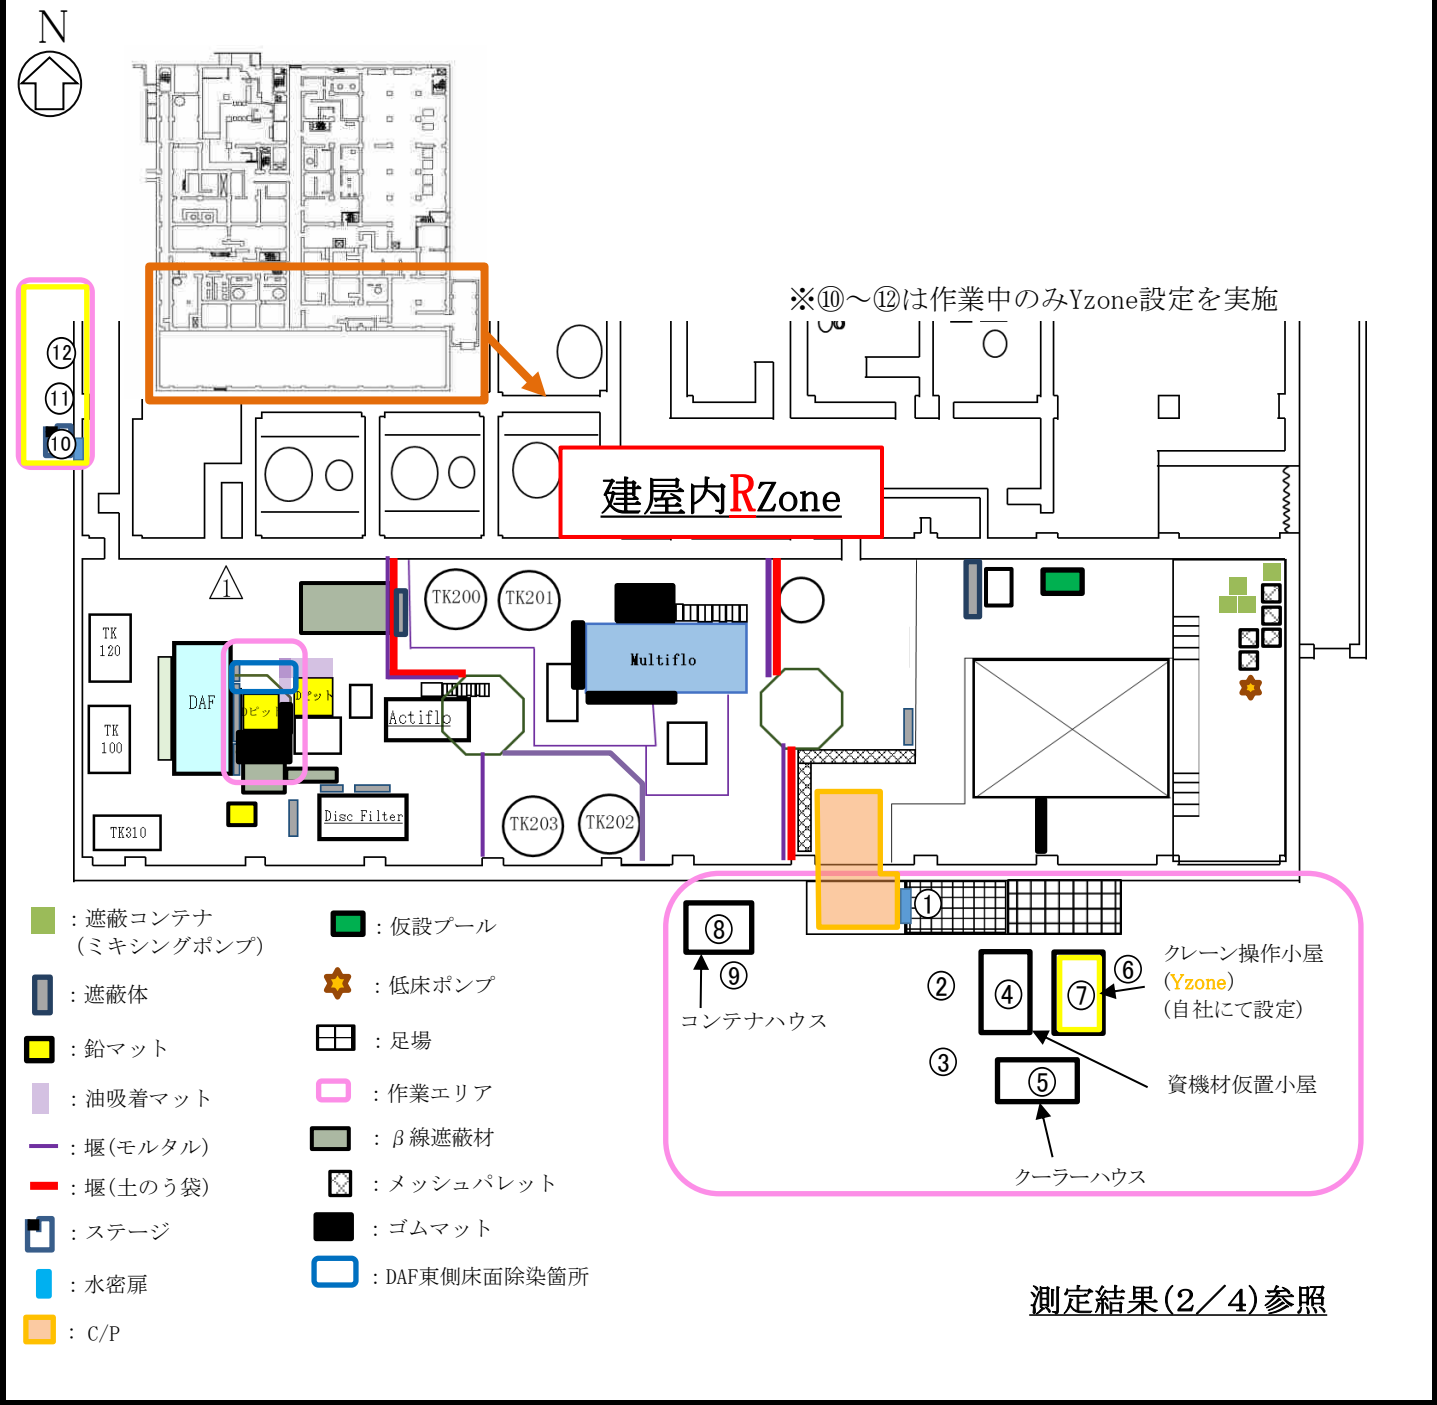 N
※⑩～⑫は作業中のみYzone設定を実施
⑫
⑪
⑩
建屋内RZone
1
TK200
TK201
TK
120
Multiflo
DAF
Dピット
Dピット
Actiflo
TK
100
Disc Filter
TK203
TK202
TK310
①
⑧
⑨
②
④
⑦
⑥
③
⑤
クレーン操作小屋
(Yzone)
(自社にて設定)
コンテナハウス
資機材仮置小屋
クーラーハウス
：遮蔽コンテナ
(ミキシングポンプ)
：遮蔽体
：鉛マット
：油吸着マット
：堰(モルタル)
：堰(土のう袋)
：ステージ
：水密扉
：C/P
：仮設プール
：低床ポンプ
：足場
：作業エリア
：β線遮蔽材
：メッシュパレット
：ゴムマット
：DAF東側床面除染箇所
測定結果(2／4)参照